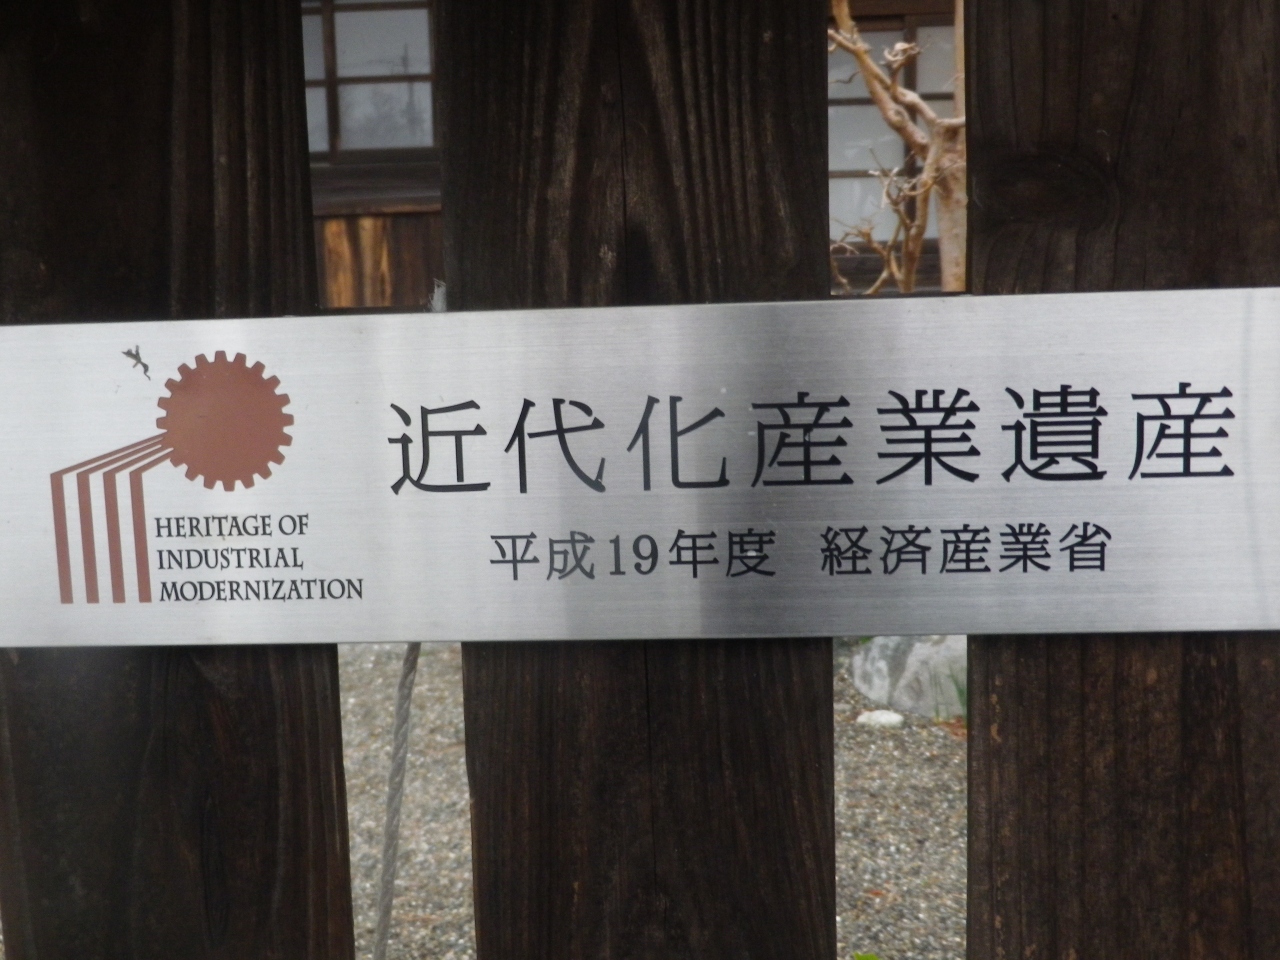 近代化産業遺産
平成19年度 経済産業省
HERITAGE OF
INDUSTRIAL
MODERNIZATION